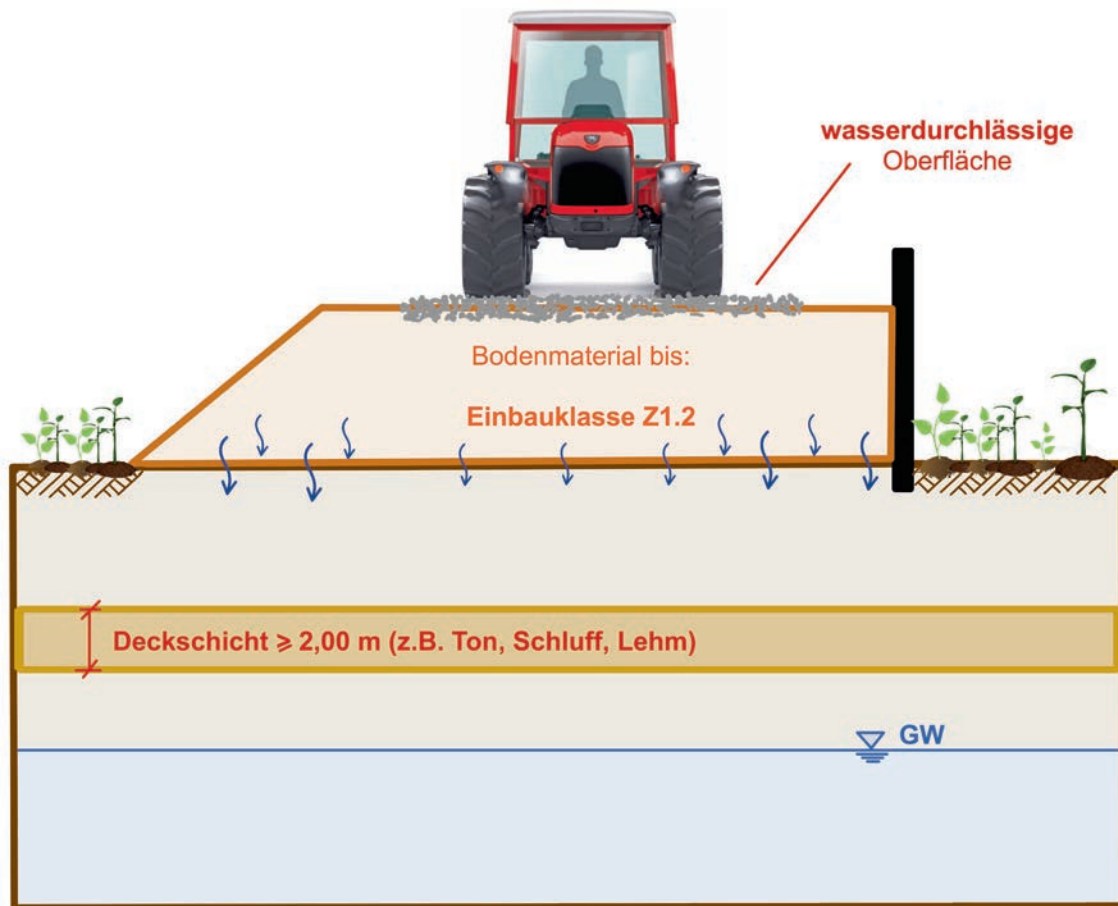 wasserdurchlässige
Oberfläche
Bodenmaterial bis:
Einbauklasse Z1.2
Deckschicht ⩾ 2,00 m (z.B. Ton, Schluff, Lehm)
GW